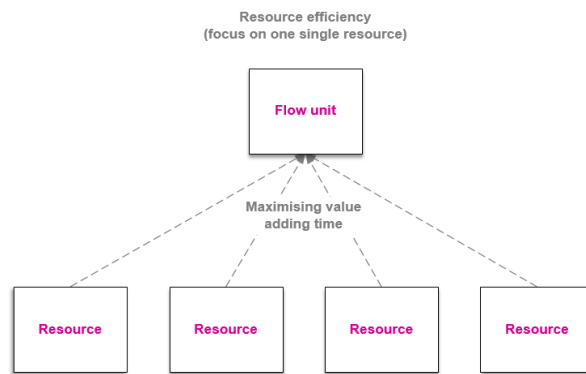 Resource efficiency
(focus on one single resource)
Flow unit
Maximising value
adding time
Resource
Resource
Resource
Resource